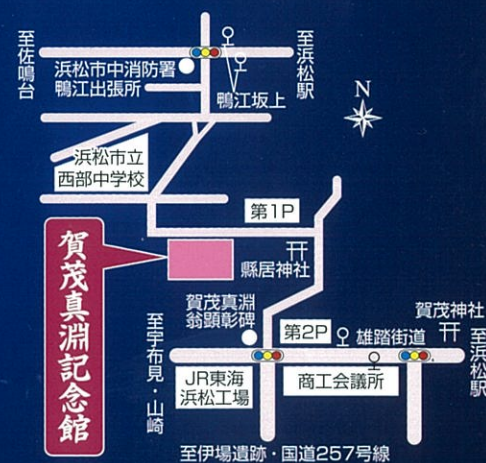 至佐鳴台
浜松市中消防署
鴨江出張所
鴨江坂上
至浜松駅
N
浜松市立
西部中学校
第1P
賀茂真淵記念館
縣居神社
賀茂真淵
翁顕彰碑
至宇布見・山崎
第2P
雄踏街道
賀茂神社
至浜松駅
JR東海
浜松工場
商工会議所
至伊場遺跡・国道257号線